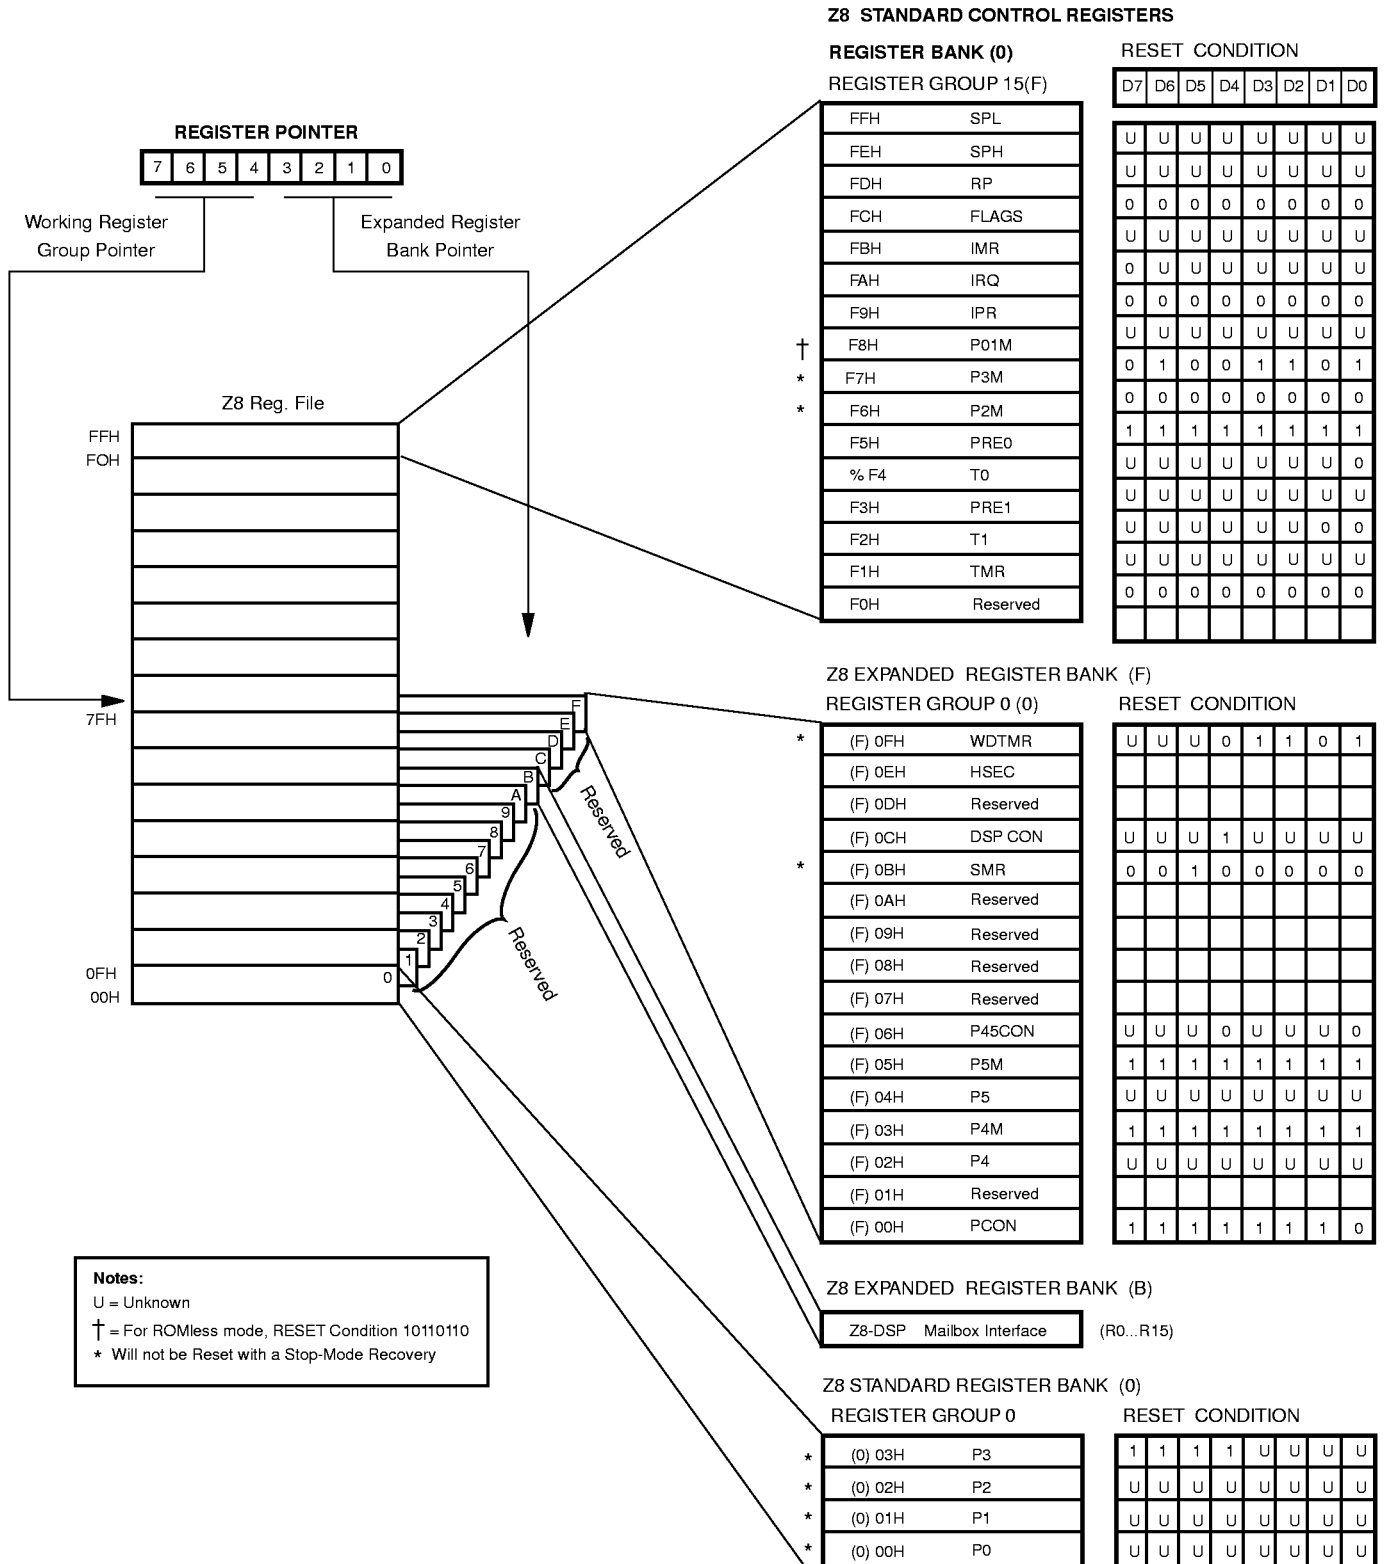 Z8 STANDARD CONTROL REGISTERS
REGISTER BANK (0)
RESET CONDITION
REGISTER GROUP 15(F)
D7 D6 D5 D4 D3 D2 D1 D0
FFH SPL U U U U U U U U
FEH SPH U U U U U U U U
FDH RP 0 0 0 0 0 0 0 0
FCH FLAGS U U U U U U U U
FBH IMR 0 U U U U U U U
FAH IRQ 0 0 0 0 0 0 0 0
F9H IPR U U U U U U U U
† F8H P01M 0 1 0 0 1 1 0 1
* F7H P3M 0 0 0 0 0 0 0 0
* F6H P2M 1 1 1 1 1 1 1 1
F5H PRE0 U U U U U U U 0
% F4 T0 U U U U U U U U
F3H PRE1 U U U U U U 0 0
F2H T1 U U U U U U U U
F1H TMR 0 0 0 0 0 0 0 0
F0H Reserved
REGISTER POINTER
7 6 5 4 3 2 1 0
Working Register
Group Pointer
Expanded Register
Bank Pointer
Z8 Reg. File
FFH
FOH
7FH
0FH
00H
F
E
D
C
B
A
9
8
7
6
5
4
3
2
1
0
Reserved
Reserved
Z8 EXPANDED REGISTER BANK (F)
REGISTER GROUP 0 (0)
RESET CONDITION
* (F) 0FH WDTMR U U U 0 1 1 0 1
(F) 0EH HSEC
(F) 0DH Reserved
(F) 0CH DSP CON U U U 1 U U U U
* (F) 0BH SMR 0 0 1 0 0 0 0 0
(F) 0AH Reserved
(F) 09H Reserved
(F) 08H Reserved
(F) 07H Reserved
(F) 06H P45CON U U U 0 U U U 0
(F) 05H P5M 1 1 1 1 1 1 1 1
(F) 04H P5 U U U U U U U U
(F) 03H P4M 1 1 1 1 1 1 1 1
(F) 02H P4 U U U U U U U U
(F) 01H Reserved
(F) 00H PCON 1 1 1 1 1 1 1 0
Z8 EXPANDED REGISTER BANK (B)
Z8-DSP Mailbox Interface (R0...R15)
Notes:
U = Unknown
† = For ROMless mode, RESET Condition 10110110
* Will not be Reset with a Stop-Mode Recovery
Z8 STANDARD REGISTER BANK (0)
REGISTER GROUP 0
RESET CONDITION
* (0) 03H P3 1 1 1 1 U U U U
* (0) 02H P2 U U U U U U U U
* (0) 01H P1 U U U U U U U U
* (0) 00H P0 U U U U U U U U